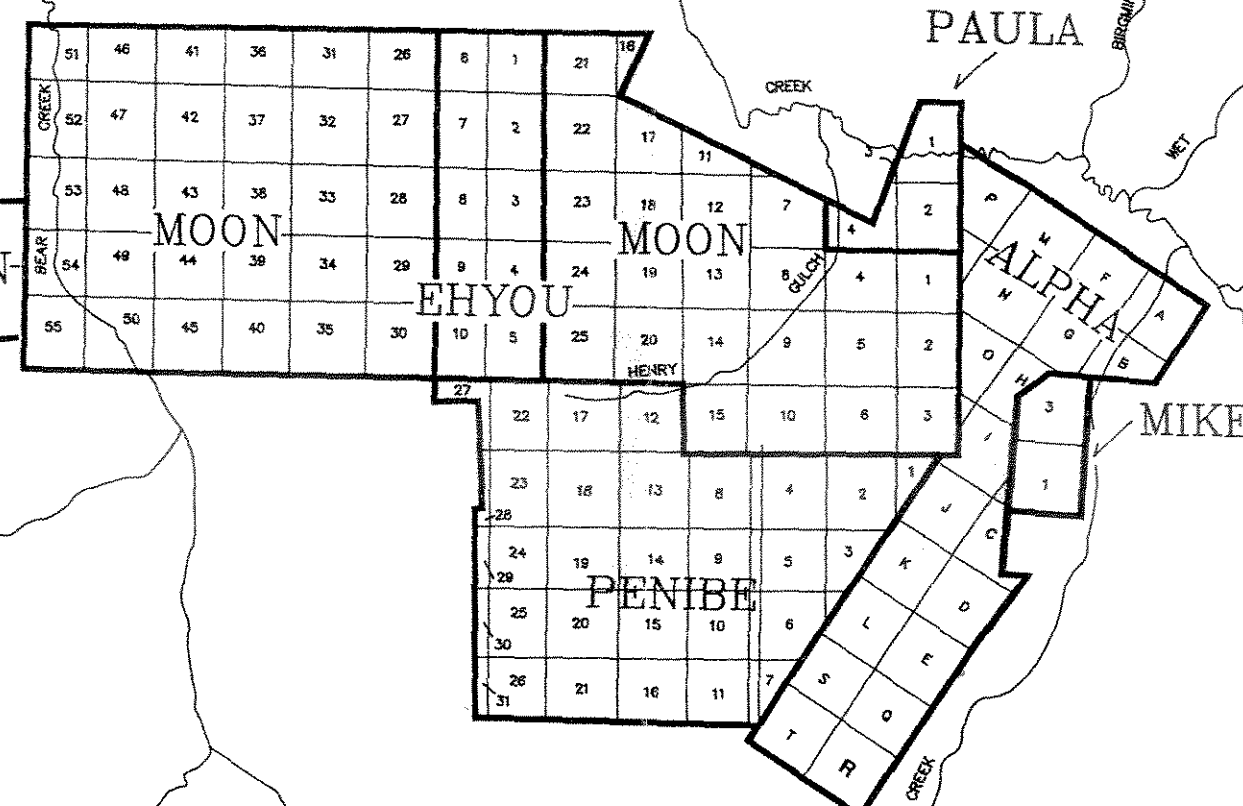 PAULA
BIRGMI
CREEK
WET
51 46 41 36 31 26 6 1 21 16
CREEK
52 47 42 37 32 27 7 2 22 17 11 3 1
53 48 43 38 33 28 8 3 23 18 12 7 4 2 P
MOON MOON
BEAR
54 49 44 39 34 29 9 4 24 19 13 8 4 1 M F
GULCH
ALPHA
EHYOU
55 50 45 40 35 30 10 5 25 20 14 9 5 2 G A
HENRY
O H B
27 22 17 12 15 10 6 3 I 3
MIKE
23 18 13 8 4 2 1 J 1
28
24 19 14 9 5 3 K C
29
PENIBE
25 20 15 10 6 L D
30
26 21 16 11 7 S E
31
T Q
R
CREEK